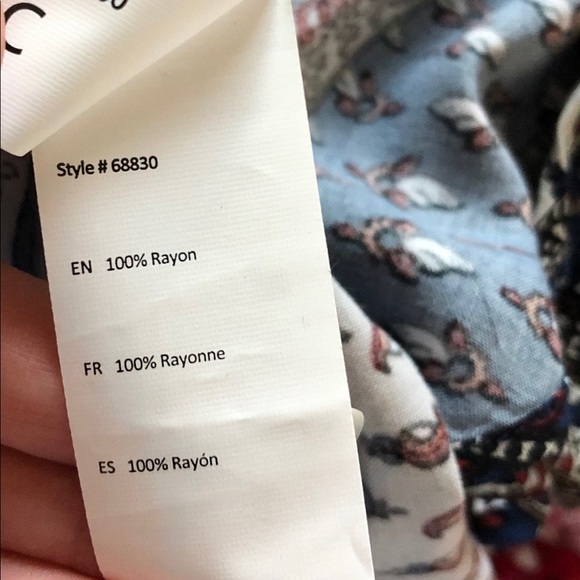 C
Style # 68830
EN 100% Rayon
FR 100% Rayonne
ES 100% Rayón